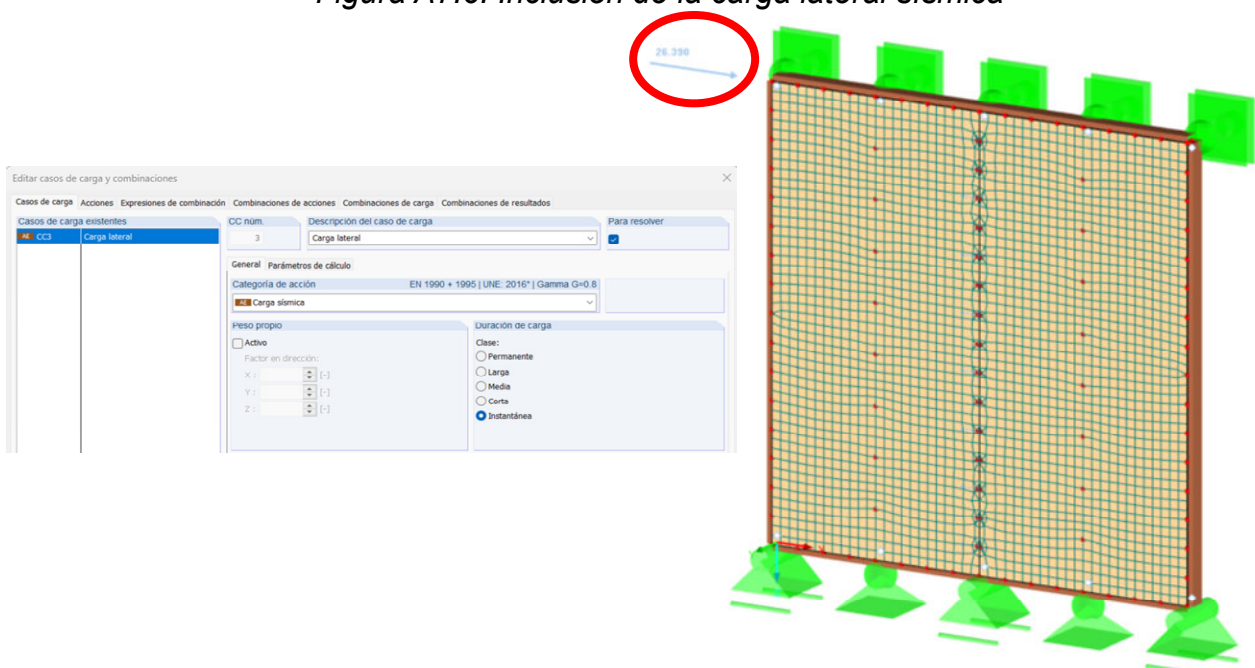 Figura A1.6. Inclusión de la carga lateral sísmica
26.390
Editar casos de carga y combinaciones
Casos de carga Acciones Expresiones de combinación Combinaciones de acciones Combinaciones de carga Combinaciones de resultados
Casos de carga existentes
AE CC3 Carga lateral
CC núm.
3
Descripción del caso de carga
Carga lateral
Para resolver
General Parámetros de cálculo
Categoría de acción EN 1990 + 1995 | UNE: 2016* | Gamma G=0.8
AE Carga sísmica
Peso propio
Activo
Factor en dirección:
X : [-]
Y : [-]
Z : [-]
Duración de carga
Clase:
Permanente
Larga
Media
Corta
Instantánea
X